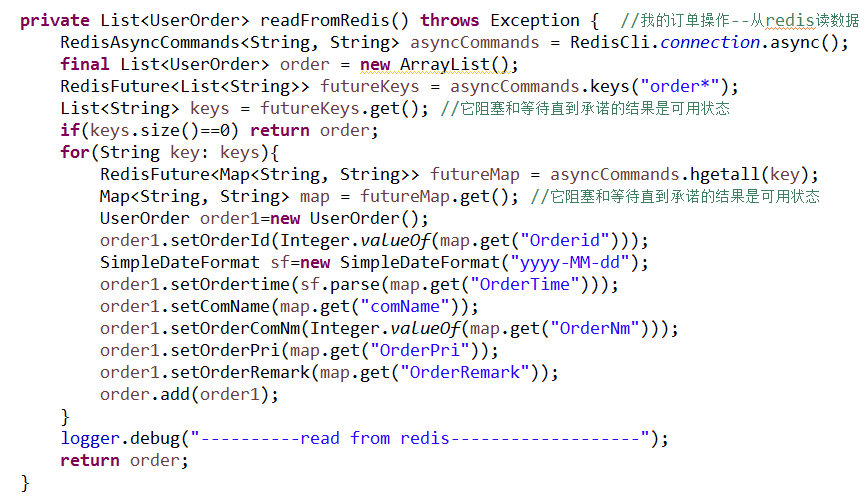 private List<UserOrder> readFromRedis() throws Exception {  //我的订单操作--从redis读数据
    RedisAsyncCommands<String, String> asyncCommands = RedisCli.connection.async();
    final List<UserOrder> order = new ArrayList();
    RedisFuture<List<String>> futureKeys = asyncCommands.keys("order*");
    List<String> keys = futureKeys.get(); //它阻塞和等待直到承诺的结果是可用状态
    if(keys.size()==0) return order;
    for(String key: keys){
        RedisFuture<Map<String, String>> futureMap = asyncCommands.hgetall(key);
        Map<String, String> map = futureMap.get(); //它阻塞和等待直到承诺的结果是可用状态
        UserOrder order1=new UserOrder();
        order1.setOrderId(Integer.valueOf(map.get("Orderid")));
        SimpleDateFormat sf=new SimpleDateFormat("yyyy-MM-dd");
        order1.setOrdertime(sf.parse(map.get("OrderTime")));
        order1.setComName(map.get("comName"));
        order1.setOrderComNm(Integer.valueOf(map.get("OrderNm")));
        order1.setOrderPri(map.get("OrderPri"));
        order1.setOrderRemark(map.get("OrderRemark"));
        order.add(order1);
    }
    logger.debug("----------read from redis-------------------");
    return order;
}